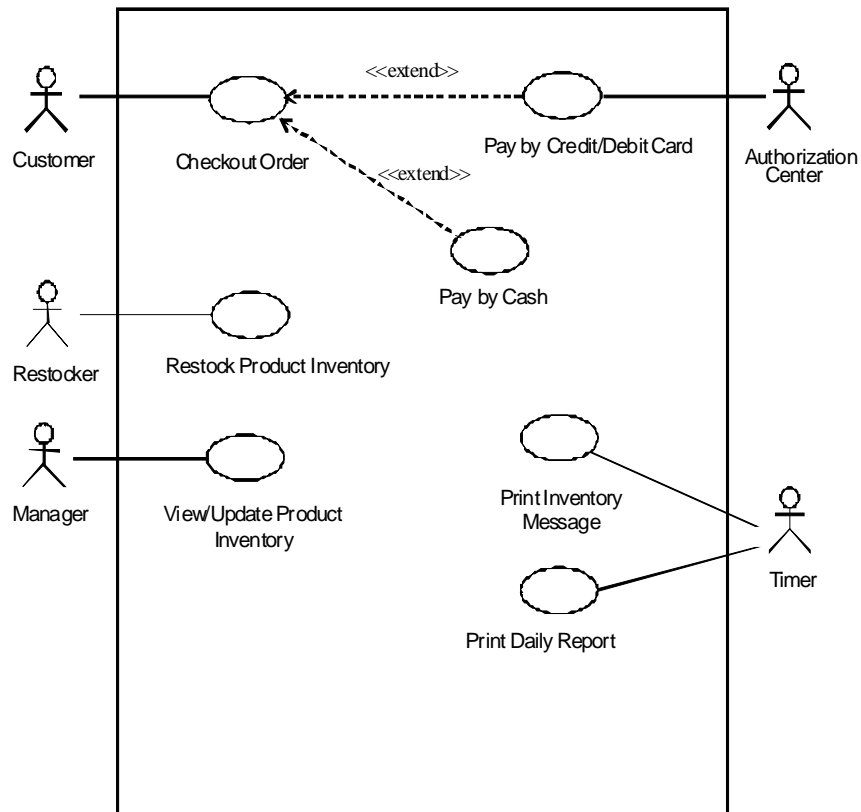 <<extend>>
Customer
Checkout Order
Pay by Credit/Debit Card
Authorization
Center
<<extend>>
Pay by Cash
Restocker
Restock Product Inventory
Manager
View/Update Product
Inventory
Print Inventory
Message
Timer
Print Daily Report